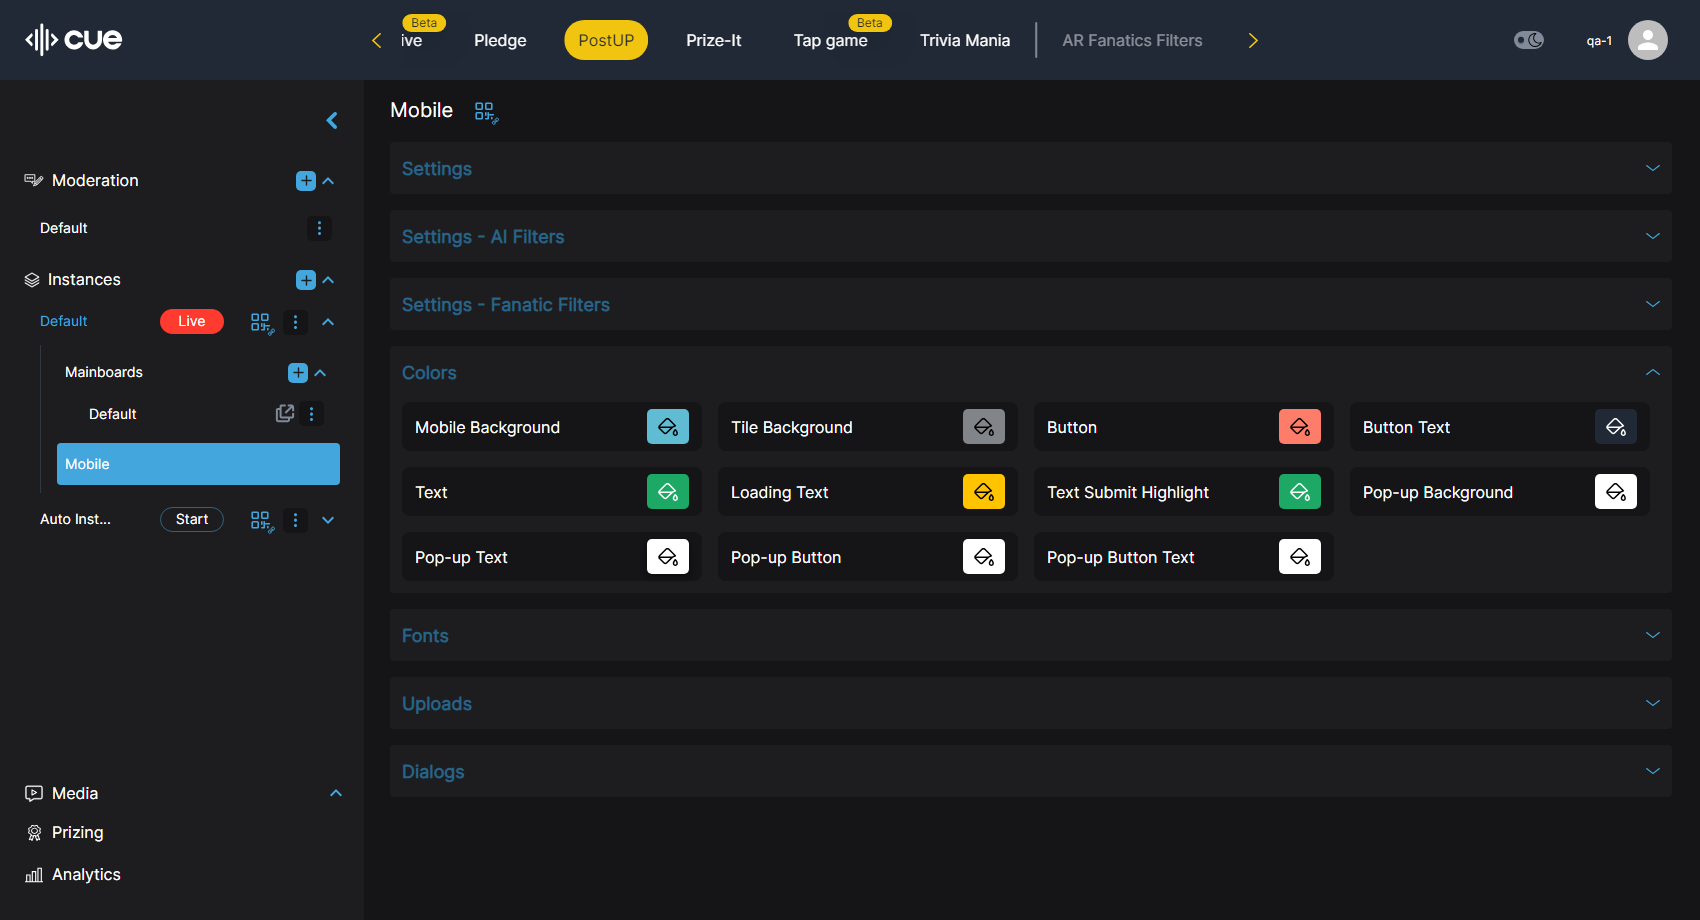 cue
Beta
ive
Pledge
PostUP
Prize-It
Beta
Tap game
Trivia Mania
AR Fanatics Filters
qa-1
Moderation
Default
Instances
Default
Live
Mainboards
Default
Mobile
Auto Inst...
Start
Media
Prizing
Analytics
Mobile
Settings
Settings - AI Filters
Settings - Fanatic Filters
Colors
Mobile Background
Tile Background
Button
Button Text
Text
Loading Text
Text Submit Highlight
Pop-up Background
Pop-up Text
Pop-up Button
Pop-up Button Text
Fonts
Uploads
Dialogs